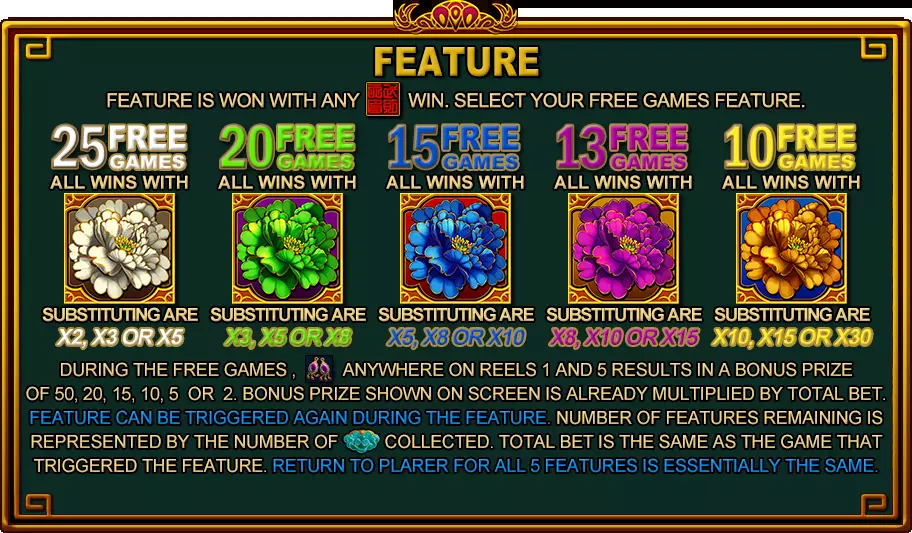 FEATURE
FEATURE IS WON WITH ANY WIN. SELECT YOUR FREE GAMES FEATURE.
25 FREE GAMES
ALL WINS WITH
SUBSTITUTING ARE
X2, X3 OR X5
20 FREE GAMES
ALL WINS WITH
SUBSTITUTING ARE
X3, X5 OR X8
15 FREE GAMES
ALL WINS WITH
SUBSTITUTING ARE
X5, X8 OR X10
13 FREE GAMES
ALL WINS WITH
SUBSTITUTING ARE
X8, X10 OR X15
10 FREE GAMES
ALL WINS WITH
SUBSTITUTING ARE
X10, X15 OR X30
DURING THE FREE GAMES , ANYWHERE ON REELS 1 AND 5 RESULTS IN A BONUS PRIZE
OF 50, 20, 15, 10, 5 OR 2. BONUS PRIZE SHOWN ON SCREEN IS ALREADY MULTIPLIED BY TOTAL BET.
FEATURE CAN BE TRIGGERED AGAIN DURING THE FEATURE. NUMBER OF FEATURES REMAINING IS
REPRESENTED BY THE NUMBER OF COLLECTED. TOTAL BET IS THE SAME AS THE GAME THAT
TRIGGERED THE FEATURE. RETURN TO PLARER FOR ALL 5 FEATURES IS ESSENTIALLY THE SAME.